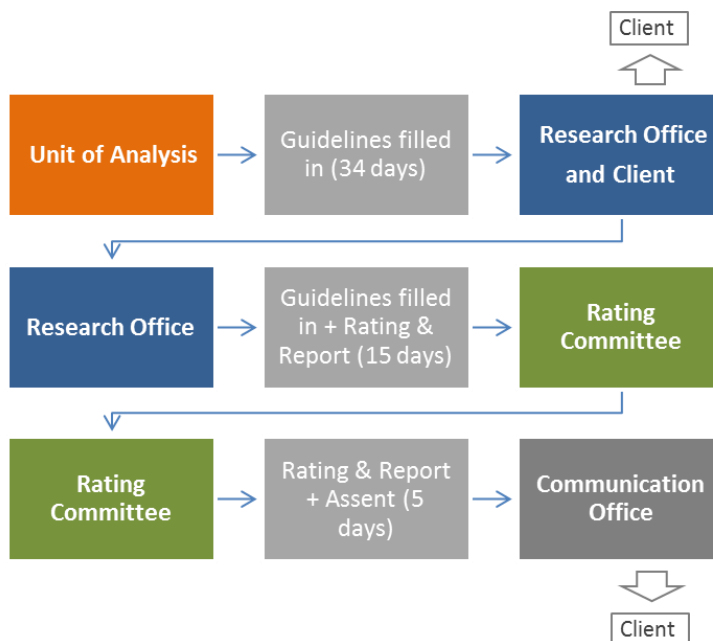 Client
Unit of Analysis
Guidelines filled
in (34 days)
Research Office
and Client
Research Office
Guidelines filled
in + Rating &
Report (15 days)
Rating
Committee
Rating
Committee
Rating & Report
+ Assent (5
days)
Communication
Office
Client